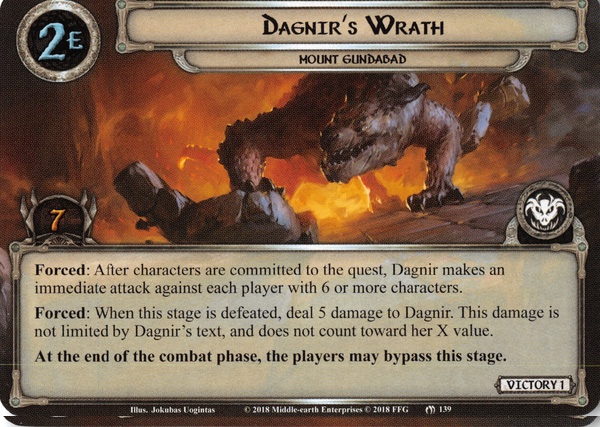 2E
DAGNIR'S WRATH
MOUNT GUNDABAD
7
Forced: After characters are committed to the quest, Dagnir makes an
immediate attack against each player with 6 or more characters.
Forced: When this stage is defeated, deal 5 damage to Dagnir. This damage is
not limited by Dagnir's text, and does not count toward her X value.
At the end of the combat phase, the players may bypass this stage.
VICTORY 1
Illus. Jokubas Uogintas © 2018 Middle-earth Enterprises © 2018 FFG 139